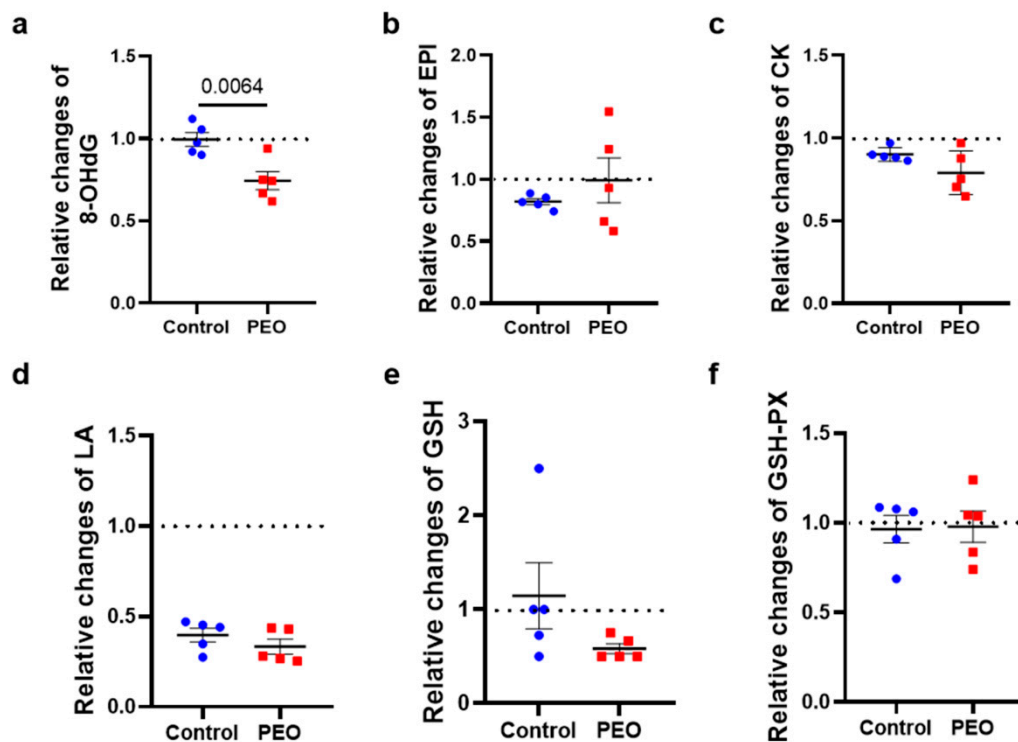 a
Relative changes of
8-OHdG
1.5
1.0
0.5
0.0
0.0064
Control PEO
b
Relative changes of EPI
2.0
1.5
1.0
0.5
0.0
Control PEO
c
Relative changes of CK
1.5
1.0
0.5
0.0
Control PEO
d
Relative changes of LA
1.5
1.0
0.5
0.0
Control PEO
e
Relative changes of GSH
3
2
1
0
Control PEO
f
Relative changes of GSH-PX
1.5
1.0
0.5
0.0
Control PEO